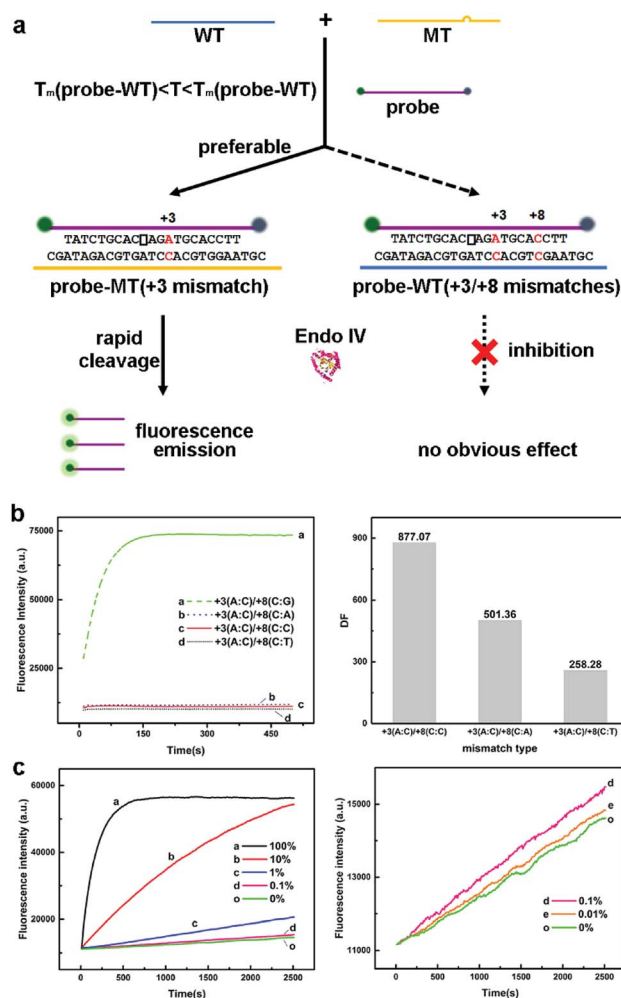 a
WT
+
MT
Tm(probe-WT)<T<Tm(probe-WT)
probe
preferable
+3
TATCTGCAC▯AGATGCACCTT
CGATAGACGTGATCCACGTGGAATGC
probe-MT(+3 mismatch)
+3 +8
TATCTGCAC▯AGATGCACCTT
CGATAGACGTGATCCACGTCGAATGC
probe-WT(+3/+8 mismatches)
rapid
cleavage
Endo IV
inhibition
fluorescence
emission
no obvious effect
b
Fluorescence Intensity (a.u.)
75000
50000
25000
0 150 300 450
Time(s)
a
a +3(A:C)/+8(C:G)
b +3(A:C)/+8(C:A)
c +3(A:C)/+8(C:C)
d +3(A:C)/+8(C:T)
b
c
d
DF
900
600
300
0
877.07
501.36
258.28
+3(A:C)/+8(C:C) +3(A:C)/+8(C:A) +3(A:C)/+8(C:T)
mismatch type
c
Fluorescence intensity (a.u.)
60000
40000
20000
0 500 1000 1500 2000 2500
Time(s)
a
b
c
d
o
a 100%
b 10%
c 1%
d 0.1%
o 0%
Fluorescence intensity (a.u.)
15000
13000
11000
0 500 1000 1500 2000 2500
Time(s)
d
e
o
d 0.1%
e 0.01%
o 0%